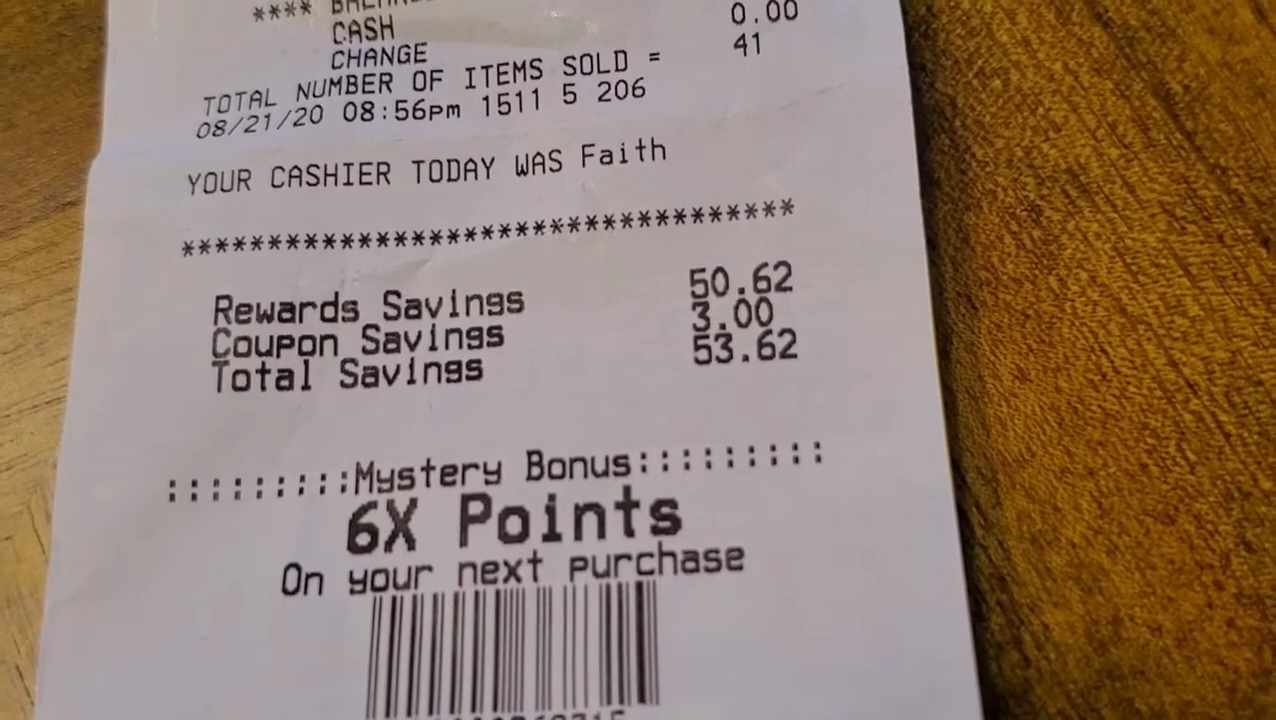 **** BALANCE
CASH
CHANGE 0.00
TOTAL NUMBER OF ITEMS SOLD = 41
08/21/20 08:56pm 1511 5 206
YOUR CASHIER TODAY WAS Faith
***********************************
Rewards Savings 50.62
Coupon Savings 3.00
Total Savings 53.62
:::::::::Mystery Bonus:::::::::
6X Points
On your next purchase